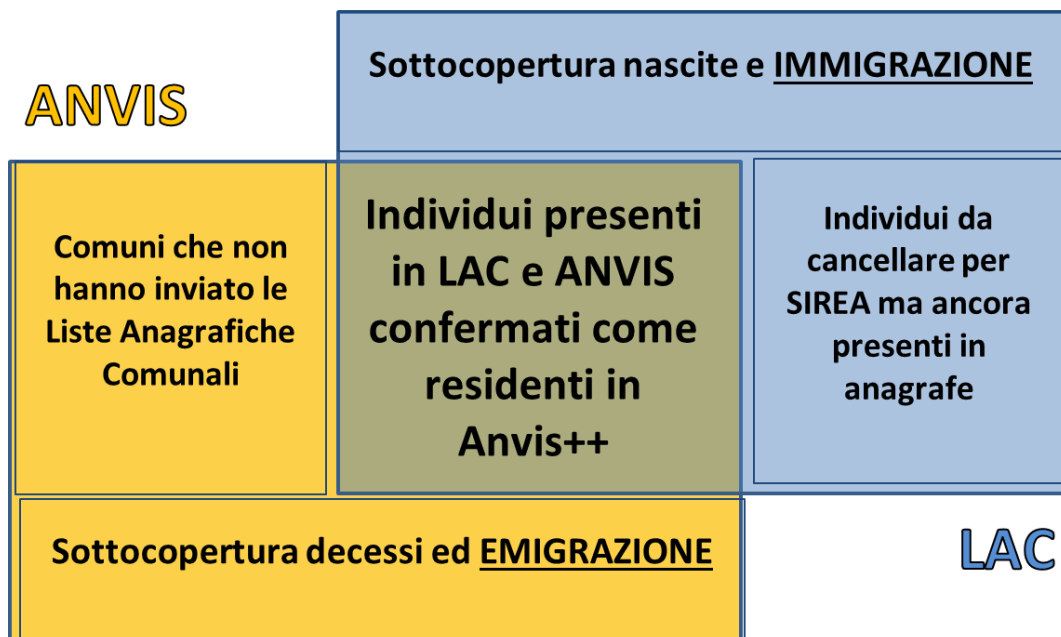 Sottocopertura nascite e IMMIGRAZIONE
ANVIS
Comuni che non
hanno inviato le
Liste Anagrafiche
Comunali
Individui presenti
in LAC e ANVIS
confermati come
residenti in
Anvis++
Individui da
cancellare per
SIREA ma ancora
presenti in
anagrafe
Sottocopertura decessi ed EMIGRAZIONE
LAC